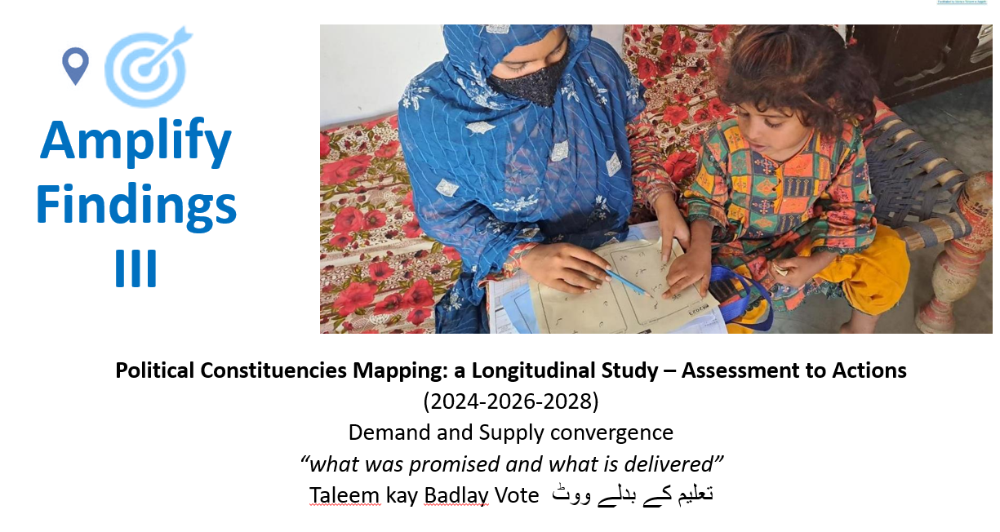 Amplify
Findings
III
2023
Political Constituencies Mapping: a Longitudinal Study – Assessment to Actions
(2024-2026-2028)
Demand and Supply convergence
“what was promised and what is delivered”
Taleem kay Badlay Vote تعلیم کے بدلے ووٹ